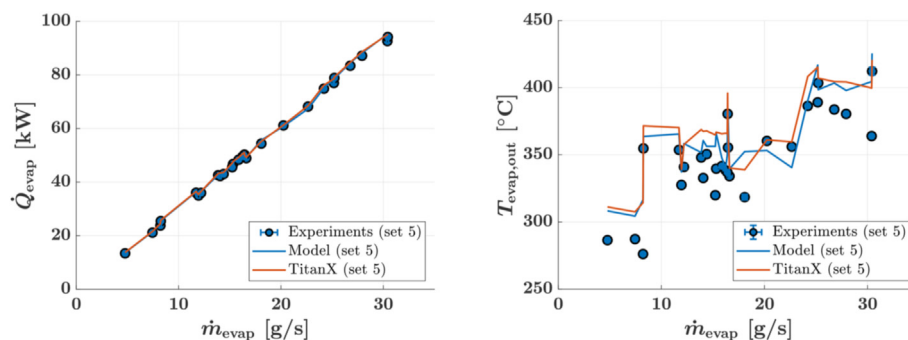 100
80
60
40
20
0
Q̇evap [kW]
0 10 20 30
ṁevap [g/s]
Experiments (set 5)
Model (set 5)
TitanX (set 5)
450
400
350
300
250
Tevap,out [°C]
0 10 20 30 
ṁevap [g/s]
Experiments (set 5)
Model (set 5)
TitanX (set 5)